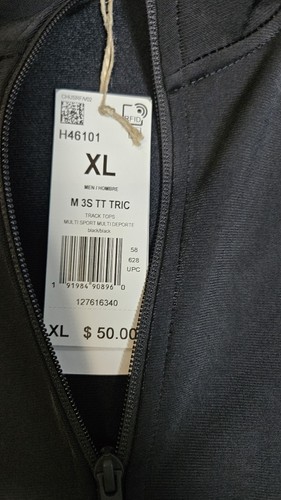 RFID
H46101
XL
MEN / HOMBRE
M 3S TT TRIC
TRACK TOPS
MULTI SPORT MULTI DEPORTE
black/black
58
628
UPC
1 91984 90896 0
127616340
XL $ 50.00